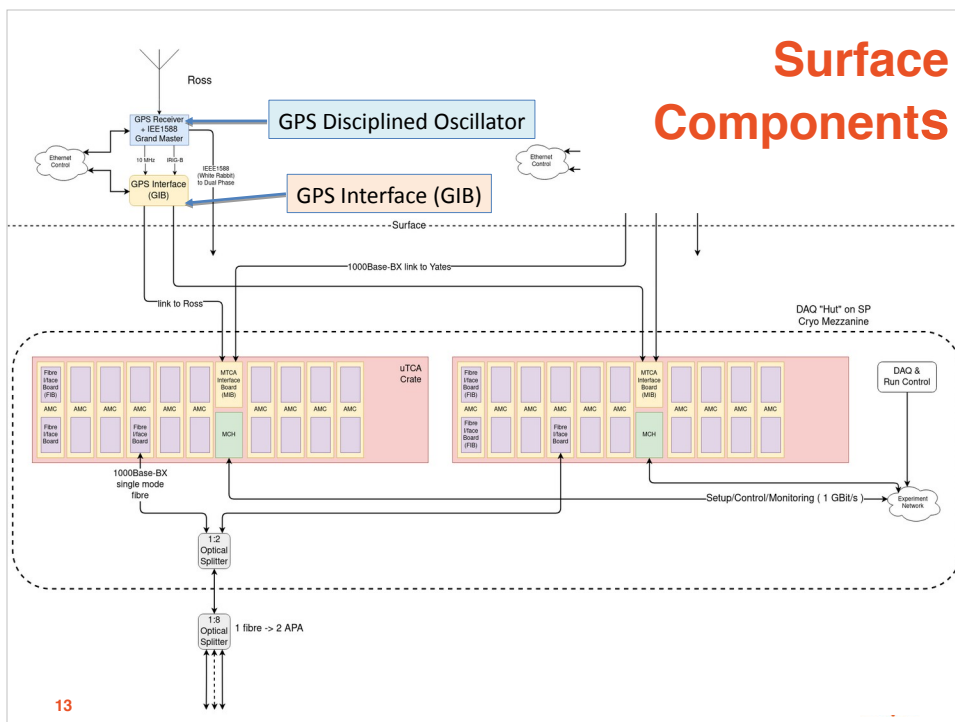 Surface
Components
Ross
GPS Receiver
+ IEE1588
Grand Master
GPS Disciplined Oscillator
Ethernet
Control
10 MHz
IRIG-B
IEEE1588
(White Rabbit)
to Dual Phase
Ethernet
Control
GPS Interface
(GIB)
GPS Interface (GIB)
Surface
1000Base-BX link to Yates
link to Ross
DAQ "Hut" on SP
Cryo Mezzanine
Fibre
I/face
Board
(FIB)
MTCA
Interface
Board
(MIB)
uTCA
Crate
AMC
AMC
AMC
AMC
AMC
AMC
AMC
AMC
AMC
Fibre
I/face
Board
Fibre
I/face
Board
MCH
Fibre
I/face
Board
(FIB)
MTCA
Interface
Board
(MIB)
AMC
AMC
AMC
AMC
AMC
AMC
AMC
AMC
AMC
Fibre
I/face
Board
(FIB)
Fibre
I/face
Board
MCH
DAQ &
Run Control
1000Base-BX
single mode
fibre
Setup/Control/Monitoring ( 1 GBit/s )
Experiment
Network
1:2
Optical
Splitter
1:8
Optical
Splitter
1 fibre -> 2 APA
13